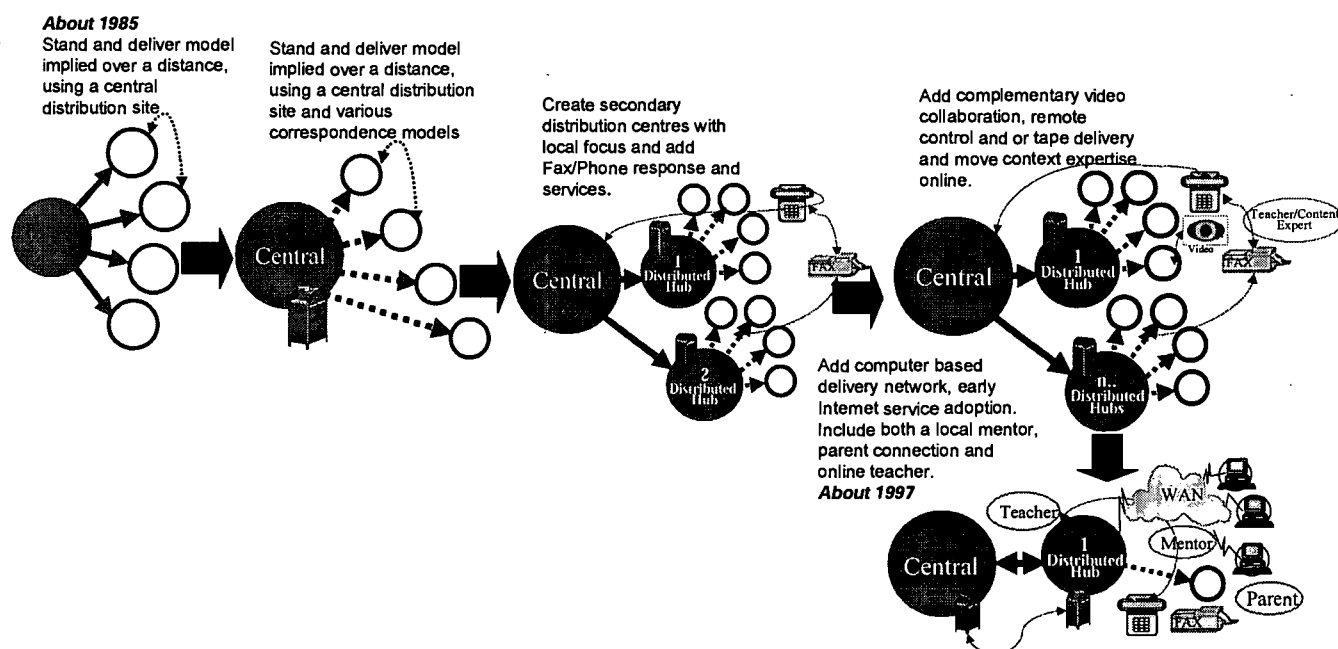 About 1985
Stand and deliver model
implied over a distance,
using a central
distribution site
Stand and deliver model
implied over a distance,
using a central distribution
site and various
correspondence models
Central
Create secondary
distribution centres with
local focus and add
Fax/Phone response and
services.
Central
1
Distributed
Hub
2
Distributed
Hub
FAX
Add complementary video
collaboration, remote
control and or tape delivery
and move context expertise
online.
Central
1
Distributed
Hub
n..
Distributed
Hubs
Video
Teacher/Content
Expert
FAX
Add computer based
delivery network, early
Internet service adoption.
Include both a local mentor,
parent connection and
online teacher.
About 1997
Central
Teacher
1
Distributed
Hub
WAN
Mentor
Parent
FAX